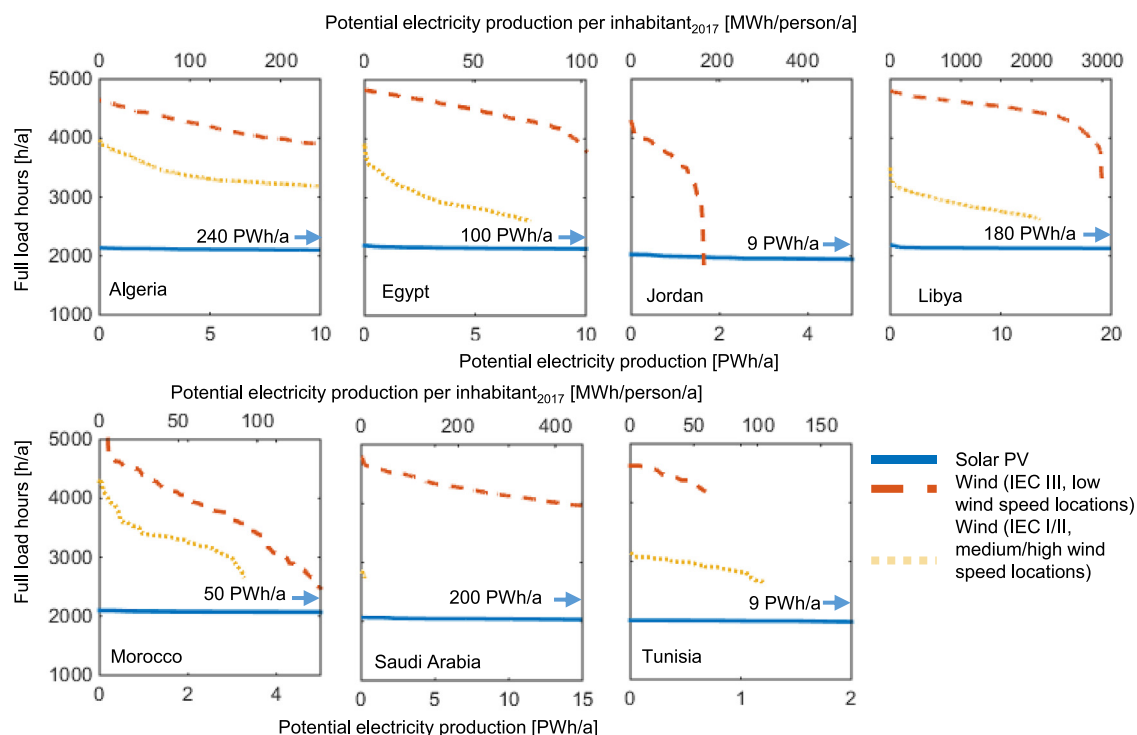 Potential electricity production per inhabitant2017 [MWh/person/a]
0 100 200
0 50 100
0 200 400
0 1000 2000 3000
Full load hours [h/a]
5000
4000
3000
2000
1000
240 PWh/a
100 PWh/a
9 PWh/a
180 PWh/a
Algeria
Egypt
Jordan
Libya
0 5 10
0 5 10
0 2 4
0 10 20
Potential electricity production [PWh/a]
Potential electricity production per inhabitant2017 [MWh/person/a]
0 50 100
0 200 400
0 50 100 150
Full load hours [h/a]
5000
4000
3000
2000
1000
50 PWh/a
200 PWh/a
9 PWh/a
Morocco
Saudi Arabia
Tunisia
0 2 4
0 5 10 15
0 1 2
Potential electricity production [PWh/a]
Solar PV
Wind (IEC III, low
wind speed locations)
Wind (IEC I/II,
medium/high wind
speed locations)